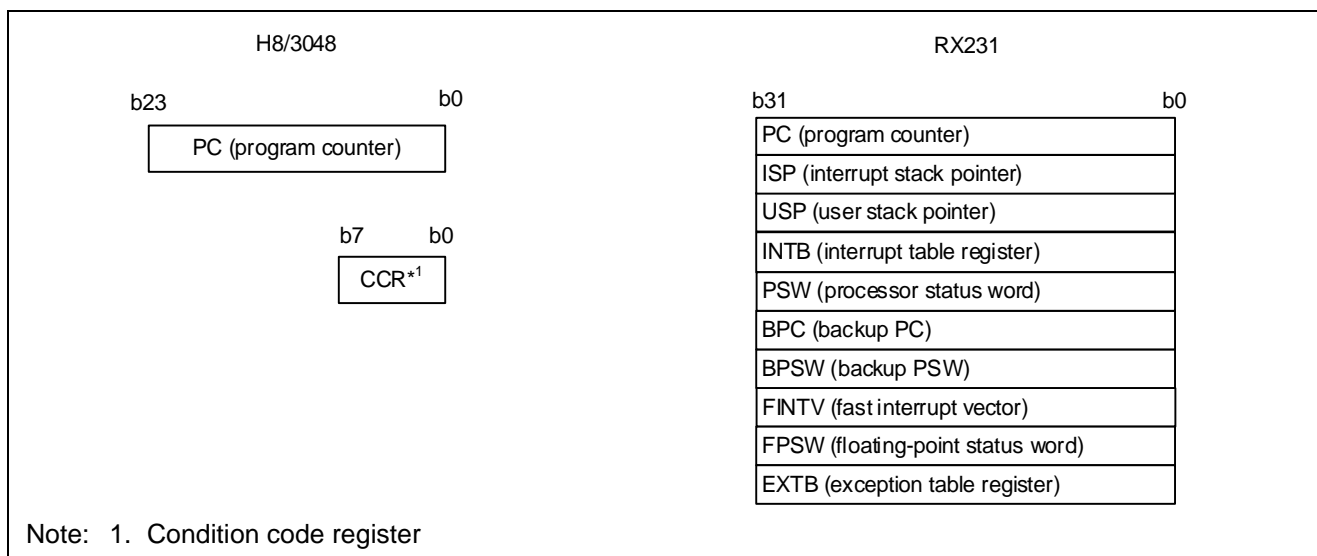 H8/3048
b23 b0
PC (program counter)
b7 b0
CCR*1
RX231
b31 b0
PC (program counter)
ISP (interrupt stack pointer)
USP (user stack pointer)
INTB (interrupt table register)
PSW (processor status word)
BPC (backup PC)
BPSW (backup PSW)
FINTV (fast interrupt vector)
FPSW (floating-point status word)
EXTB (exception table register)
Note: 1. Condition code register